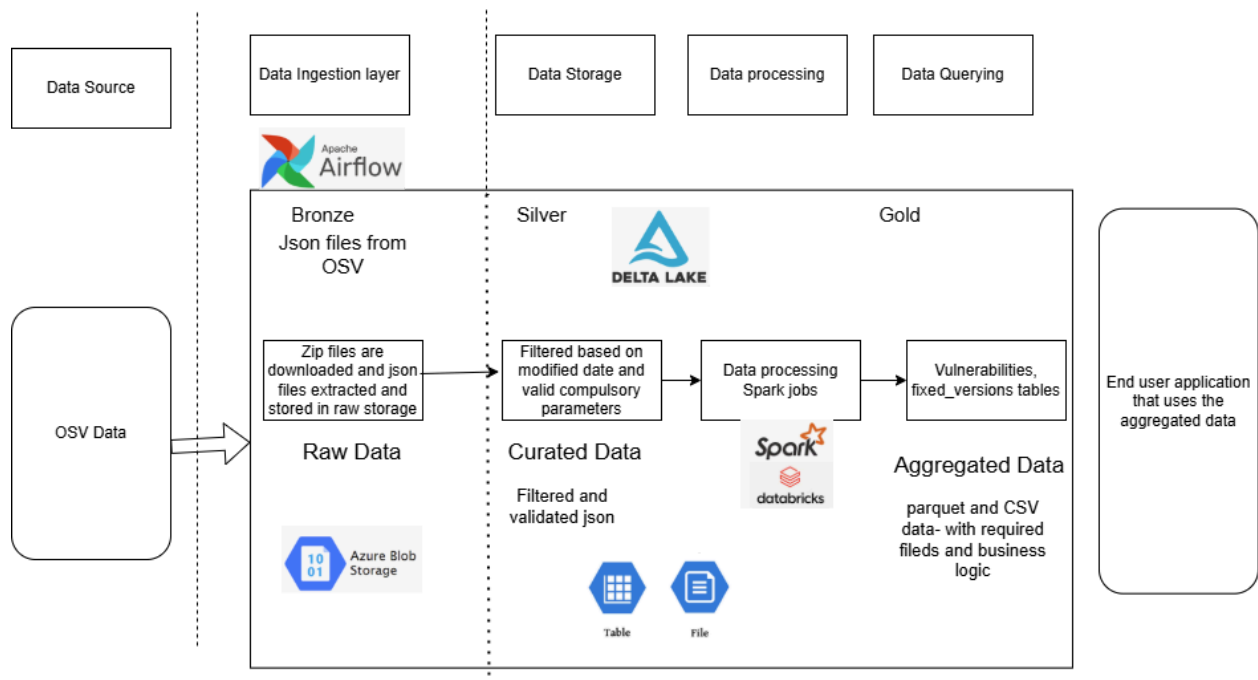 Data Source
Data Ingestion layer
Data Storage
Data processing
Data Querying
Apache
Airflow
Bronze
Json files from
OSV
Silver
DELTA LAKE
Gold
OSV Data
Zip files are
downloaded and json
files extracted and
stored in raw storage
Raw Data
1001
Azure Blob
Storage
Filtered based on
modified date and
valid compulsory
parameters
Curated Data
Filtered and
validated json
Table
File
Data processing
Spark jobs
Spark
databricks
Vulnerabilities,
fixed_versions tables
Aggregated Data
parquet and CSV
data- with required
fileds and business
logic
End user application
that uses the
aggregated data